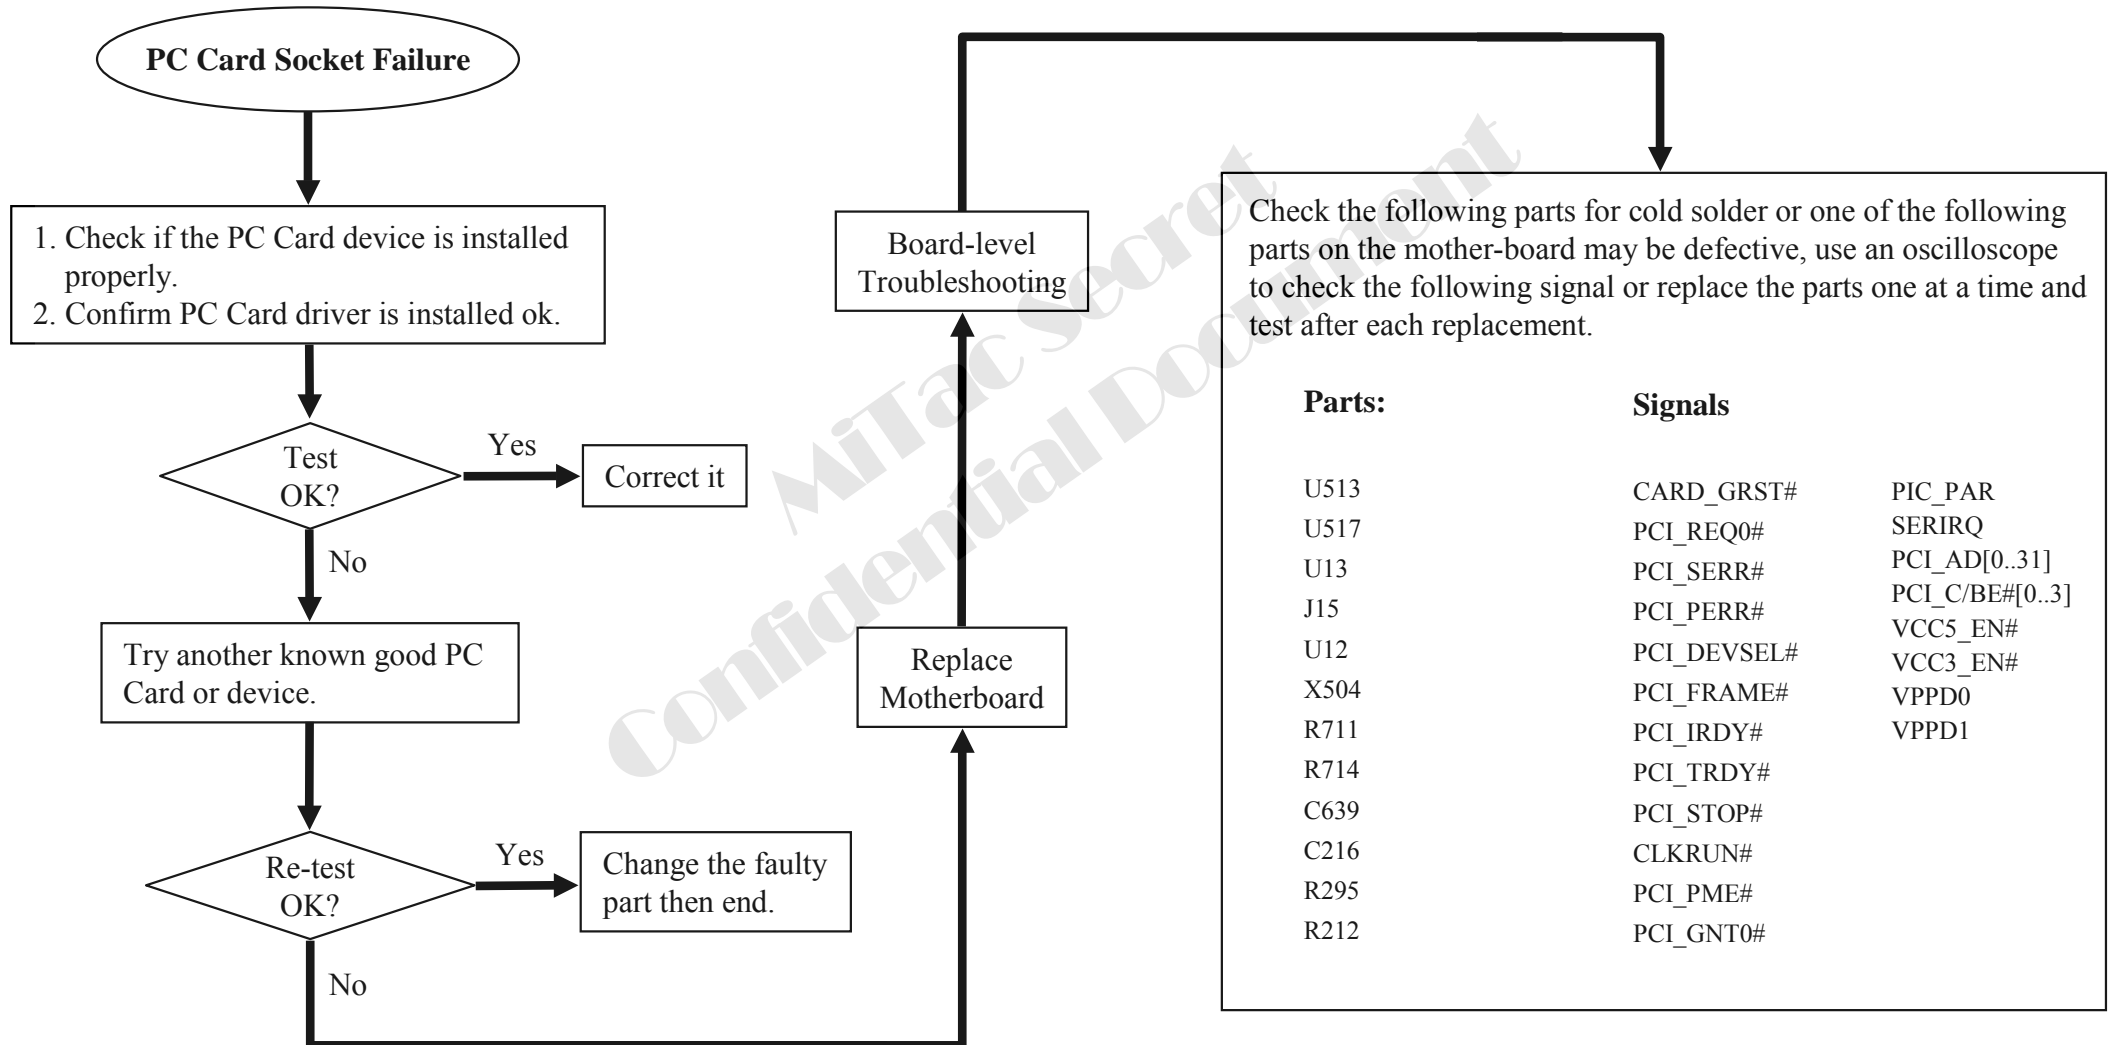 PC Card Socket Failure
1. Check if the PC Card device is installed
properly.
2. Confirm PC Card driver is installed ok.
Test
OK?
Yes
Correct it
No
Try another known good PC
Card or device.
Re-test
OK?
Yes
Change the faulty
part then end.
No
Replace
Motherboard
Board-level
Troubleshooting
Check the following parts for cold solder or one of the following
parts on the mother-board may be defective, use an oscilloscope
to check the following signal or replace the parts one at a time and
test after each replacement.
Parts:
U513
U517
U13
J15
U12
X504
R711
R714
C639
C216
R295
R212
Signals
CARD_GRST#
PCI_REQ0#
PCI_SERR#
PCI_PERR#
PCI_DEVSEL#
PCI_FRAME#
PCI_IRDY#
PCI_TRDY#
PCI_STOP#
CLKRUN#
PCI_PME#
PCI_GNT0#
PIC_PAR
SERIRQ
PCI_AD[0..31]
PCI_C/BE#[0..3]
VCC5_EN#
VCC3_EN#
VPPD0
VPPD1
MiTac Secret
Confidential Document